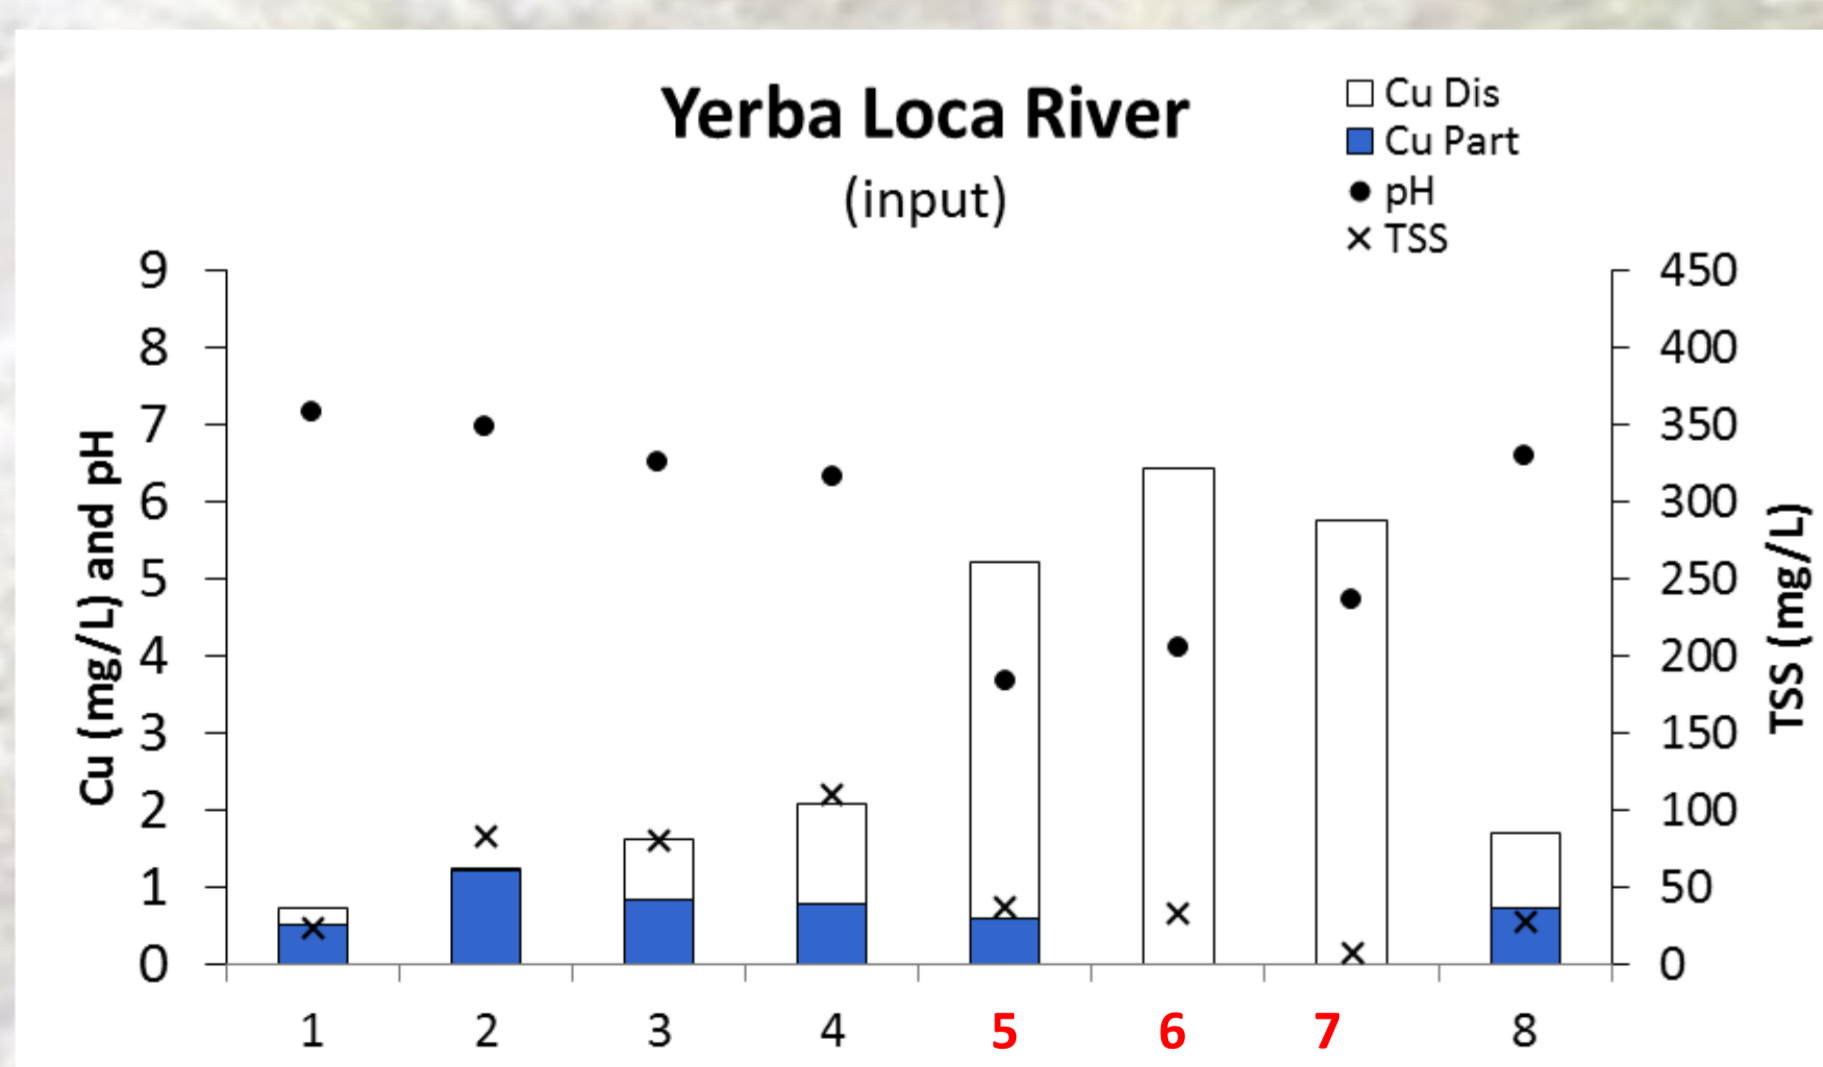 Yerba Loca River
(input)
Cu Dis
Cu Part
pH
TSS
Cu (mg/L) and pH
9
8
7
6
5
4
3
2
1
0
450
400
350
300
250
200
150
100
50
0
TSS (mg/L)
1 2 3 4 5 6 7 8